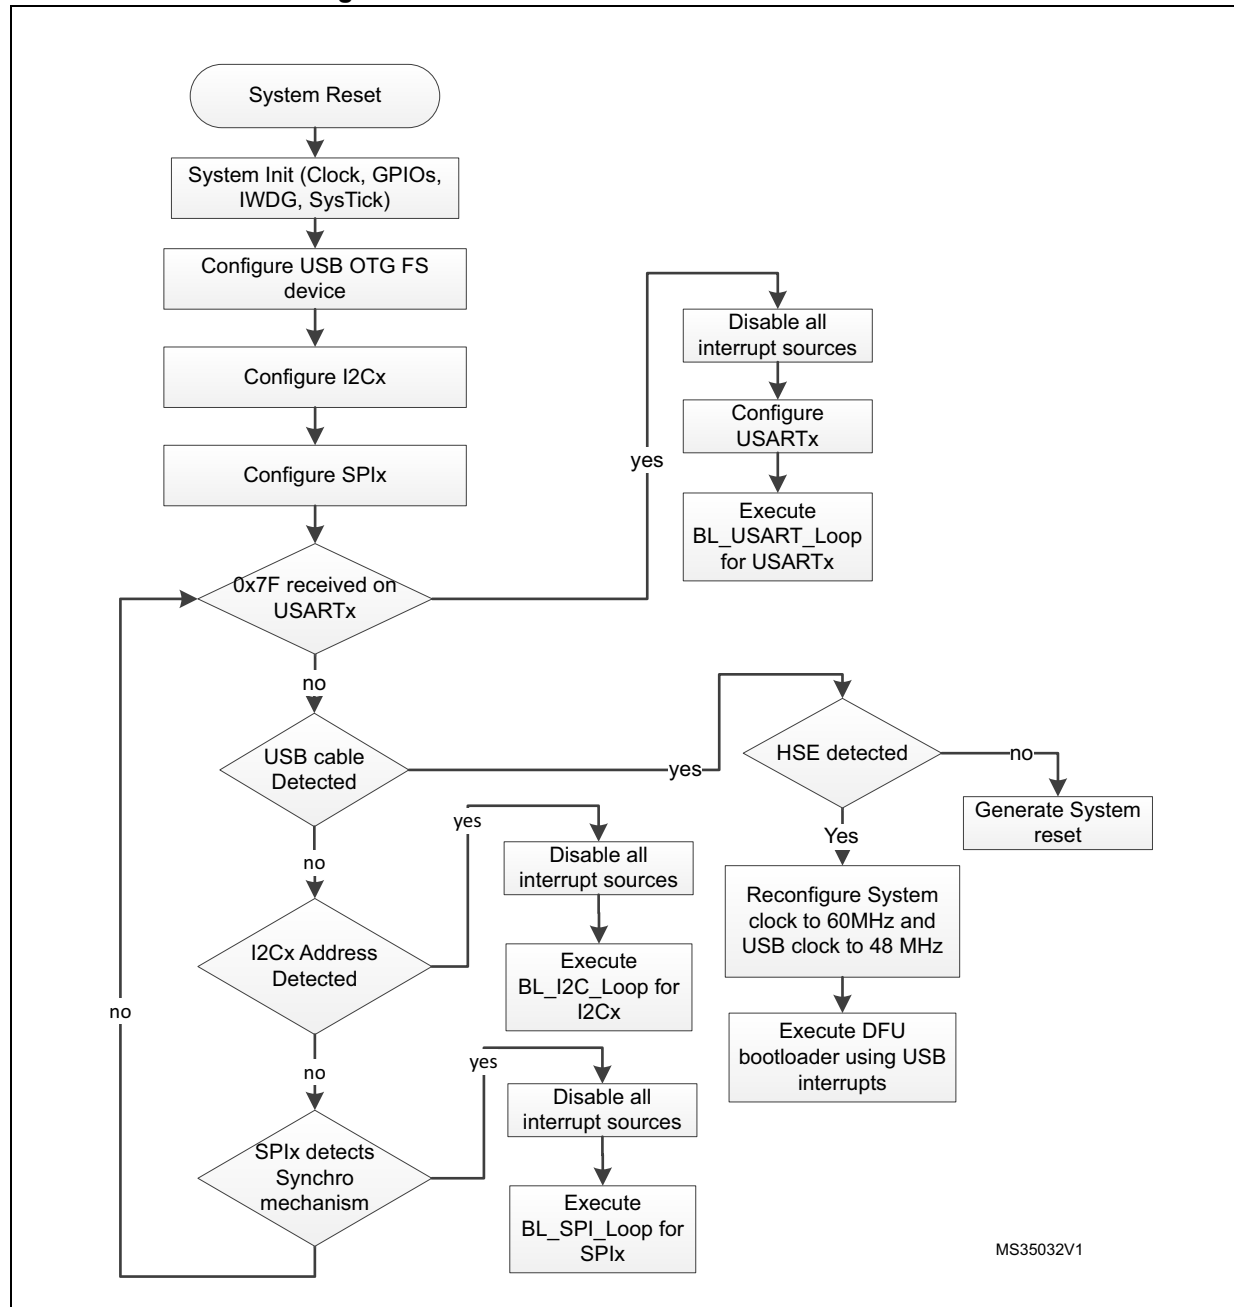 System Reset
System Init (Clock, GPIOs,
IWDG, SysTick)
Configure USB OTG FS
device
Configure I2Cx
Configure SPIx
0x7F received on
USARTx
yes
Disable all
interrupt sources
Configure
USARTx
Execute
BL_USART_Loop
for USARTx
no
USB cable
Detected
yes
HSE detected
no
Generate System
reset
Yes
Reconfigure System
clock to 60MHz and
USB clock to 48 MHz
Execute DFU
bootloader using USB
interrupts
no
I2Cx Address
Detected
yes
Disable all
interrupt sources
Execute
BL_I2C_Loop for
I2Cx
no
SPIx detects
Synchro
mechanism
yes
Disable all
interrupt sources
Execute
BL_SPI_Loop for
SPIx
no
MS35032V1